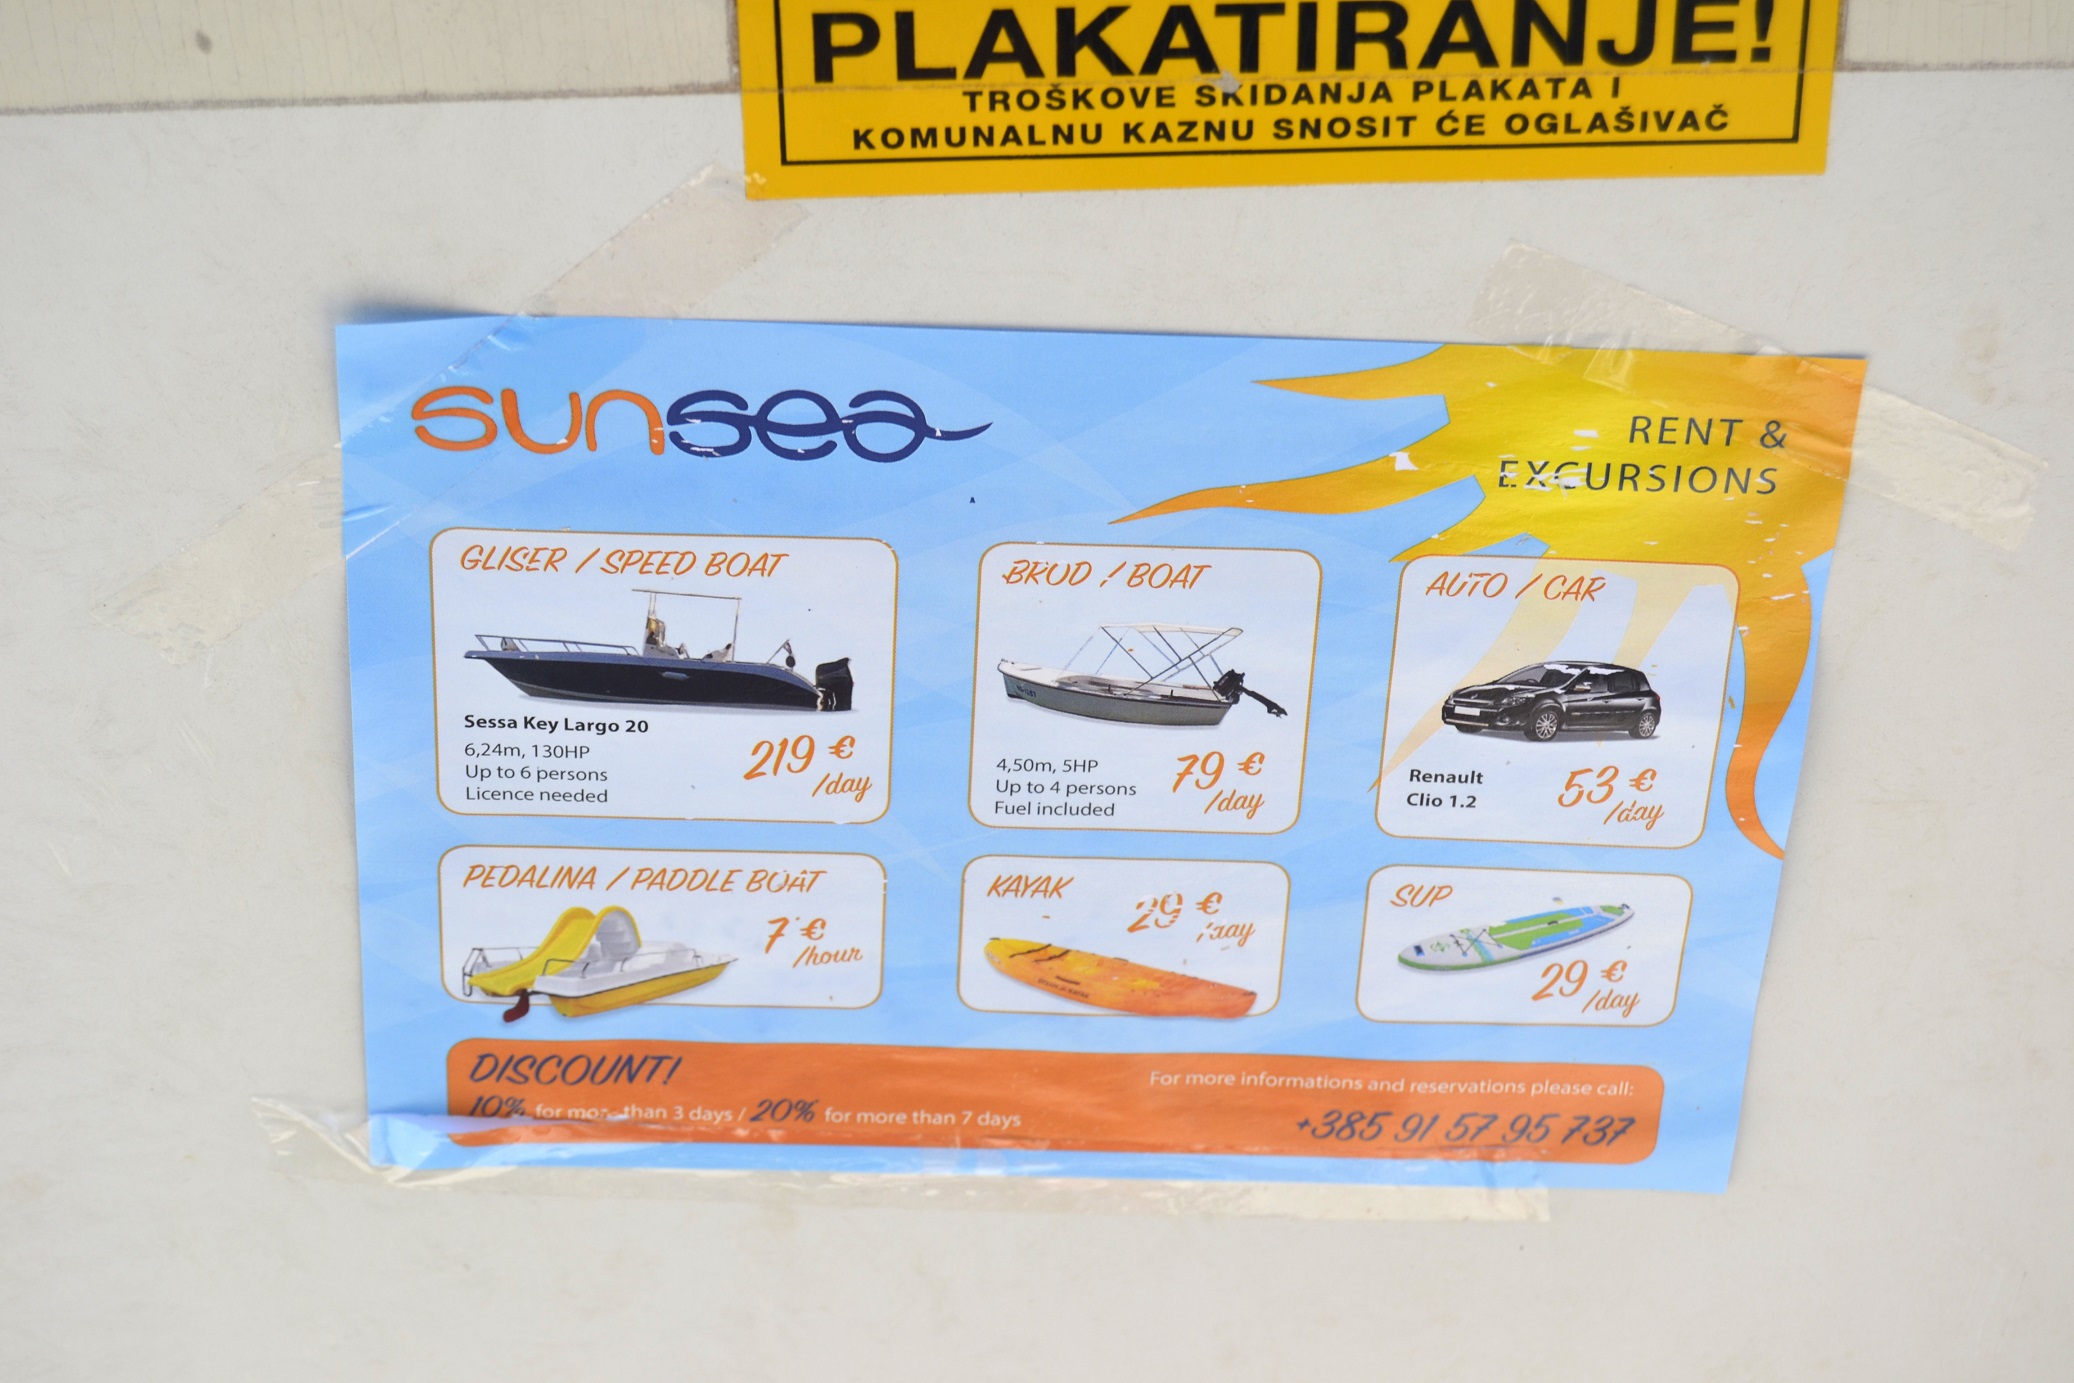 PLAKATIRANJE!
TROŠKOVE SKIDANJA PLAKATA I
KOMUNALNU KAZNU SNOSIT ĆE OGLAŠIVAČ
sunsea
RENT &
EXCURSIONS
GLISER / SPEED BOAT
Sessa Key Largo 20
6,24m, 130HP
Up to 6 persons
Licence needed
219 €
/day
BROD / BOAT
4,50m, 5HP
Up to 4 persons
Fuel included
79 €
/day
AUTO / CAR
Renault
Clio 1.2
53 €
/day
PEDALINA / PADDLE BOAT
7 €
/hour
KAYAK
29 €
/day
SUP
29 €
/day
DISCOUNT!
10% for more than 3 days / 20% for more than 7 days
For more informations and reservations please call:
+385 91 57 95 737